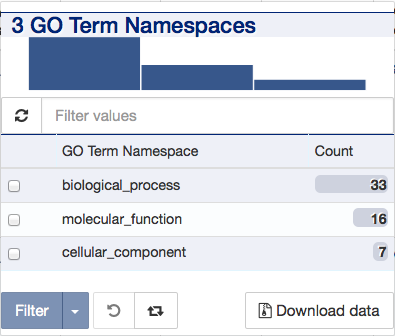 3 GO Term Namespaces
Filter values
GO Term Namespace Count
biological_process 33
molecular_function 16
cellular_component 7
Filter Download data